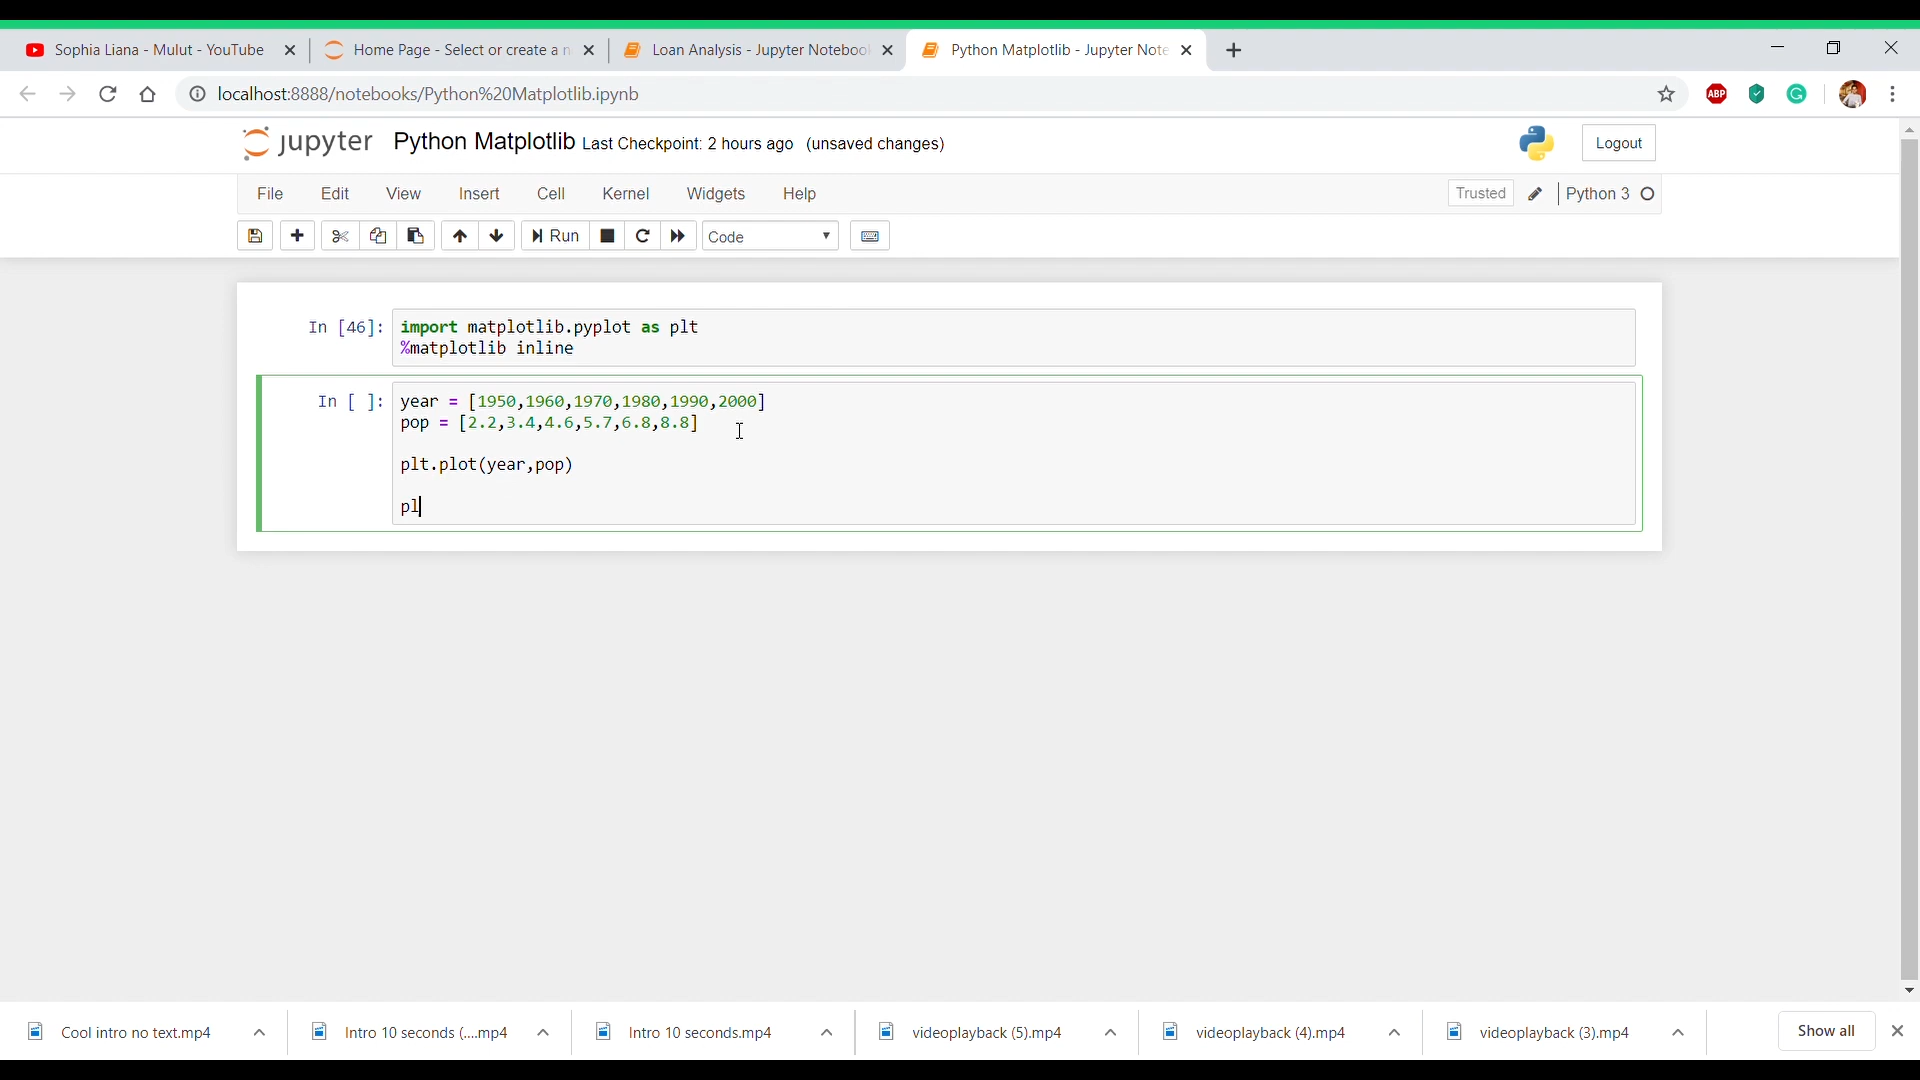 Sophia Liana - Mulut - YouTube
Home Page - Select or create a n
Loan Analysis - Jupyter Notebook
Python Matplotlib - Jupyter Note
localhost:8888/notebooks/Python%20Matplotlib.ipynb
ABP
jupyter Python Matplotlib Last Checkpoint: 2 hours ago (unsaved changes)
Logout
File Edit View Insert Cell Kernel Widgets Help
Trusted
Python 3
Run
Code
In [46]: import matplotlib.pyplot as plt
%matplotlib inline
In [ ]: year = [1950,1960,1970,1980,1990,2000]
pop = [2.2,3.4,4.6,5.7,6.8,8.8]
plt.plot(year,pop)
pl
Cool intro no text.mp4
Intro 10 seconds (....mp4
Intro 10 seconds.mp4
videoplayback (5).mp4
videoplayback (4).mp4
videoplayback (3).mp4
Show all